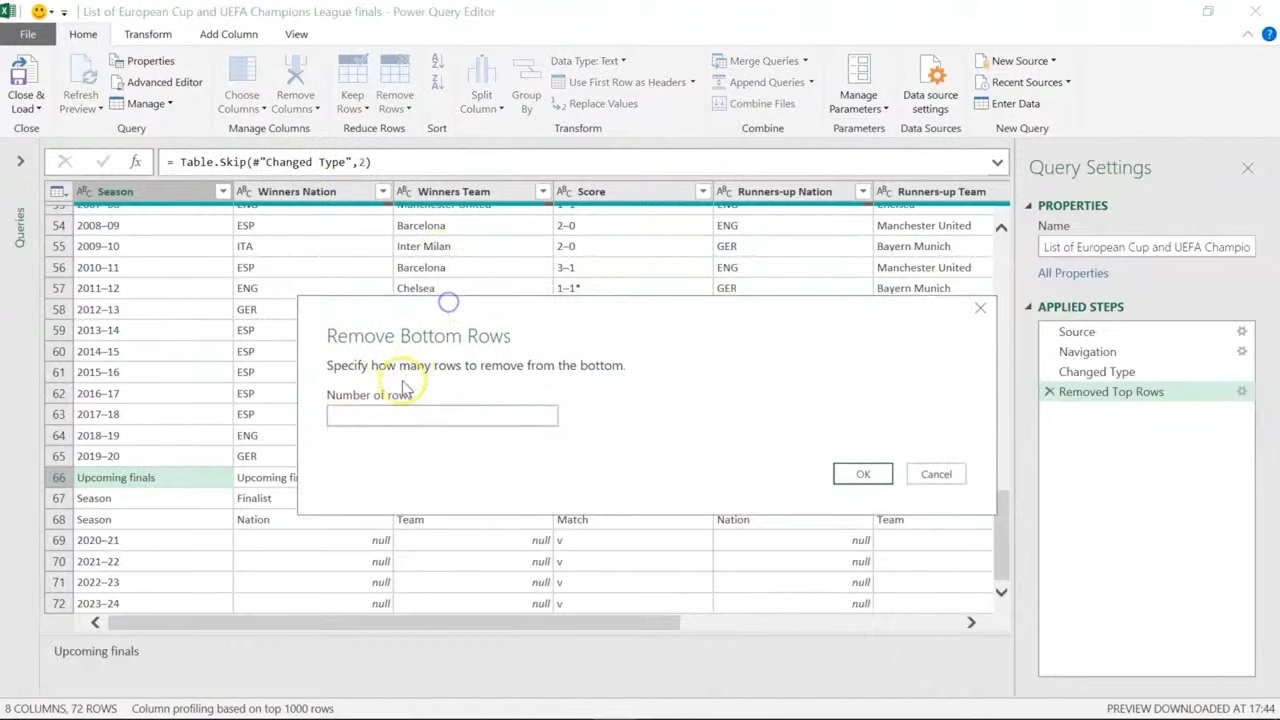 List of European Cup and UEFA Champions League finals - Power Query Editor
File Home Transform Add Column View
Close & Load
Close
Refresh Preview
Properties
Advanced Editor
Manage
Query
Choose Columns
Remove Columns
Manage Columns
Keep Rows
Remove Rows
Reduce Rows
Sort
Split Column
Group By
Data Type: Text
Use First Row as Headers
Replace Values
Transform
Merge Queries
Append Queries
Combine Files
Combine
Manage Parameters
Parameters
Data source settings
Data Sources
New Source
Recent Sources
Enter Data
New Query
Queries
fx = Table.Skip(#"Changed Type",2)
Season Winners Nation Winners Team Score Runners-up Nation Runners-up Team
54 2008–09 ESP Barcelona 2–0 ENG Manchester United
55 2009–10 ITA Inter Milan 2–0 GER Bayern Munich
56 2010–11 ESP Barcelona 3–1 ENG Manchester United
57 2011–12 ENG Chelsea 1–1* GER Bayern Munich
58 2012–13 GER
59 2013–14 ESP
60 2014–15 ESP
61 2015–16 ESP
62 2016–17 ESP
63 2017–18 ESP
64 2018–19 ENG
65 2019–20 GER
66 Upcoming finals Upcoming fi
67 Season Finalist
68 Season Nation Team Match Nation Team
69 2020–21 null null v null
70 2021–22 null null v null
71 2022–23 null null v null
72 2023–24 null null v null
Remove Bottom Rows
Specify how many rows to remove from the bottom.
Number of rows
OK Cancel
Upcoming finals
Query Settings
PROPERTIES
Name
List of European Cup and UEFA Champio
All Properties
APPLIED STEPS
Source
Navigation
Changed Type
Removed Top Rows
8 COLUMNS, 72 ROWS Column profiling based on top 1000 rows
PREVIEW DOWNLOADED AT 17:44